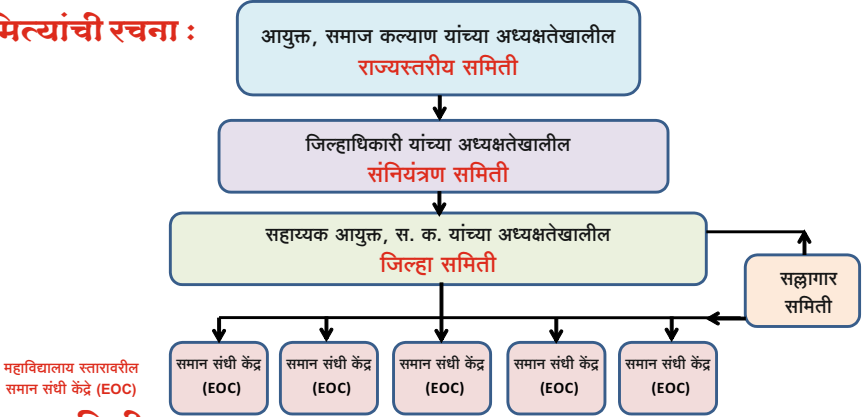 मित्यांची रचना :
आयुक्त, समाज कल्याण यांच्या अध्यक्षतेखालील
राज्यस्तरीय समिती
जिल्हाधिकारी यांच्या अध्यक्षतेखालील
संनियंत्रण समिती
सहाय्यक आयुक्त, स. क. यांच्या अध्यक्षतेखालील
जिल्हा समिती
सल्लागार
समिती
महाविद्यालय स्तारावरील
समान संधी केंद्रे (EOC)
समान संधी केंद्र
(EOC)
समान संधी केंद्र
(EOC)
समान संधी केंद्र
(EOC)
समान संधी केंद्र
(EOC)
समान संधी केंद्र
(EOC)